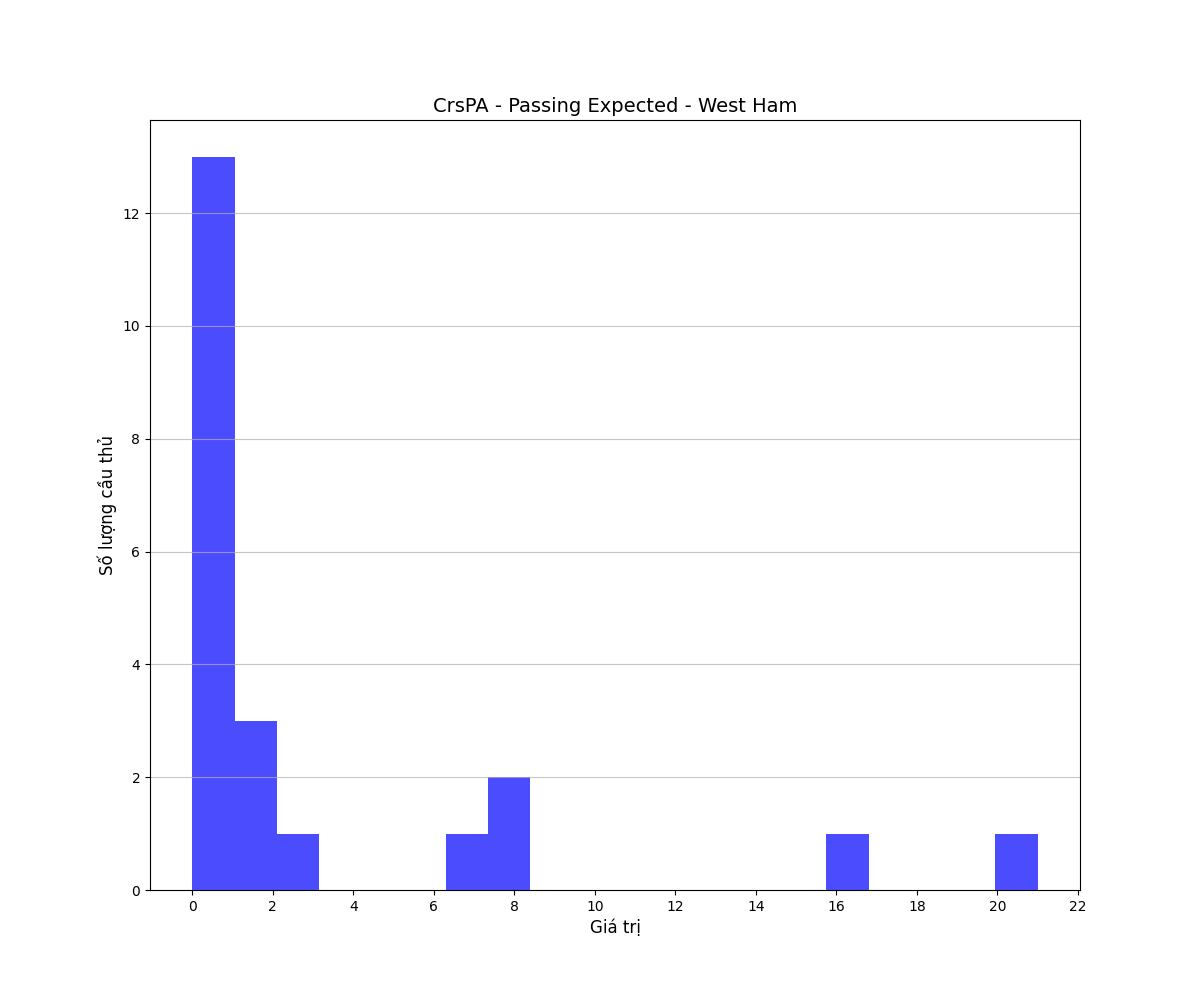 CrsPA - Passing Expected - West Ham
12
10
8
6
4
2
0
Số lượng cầu thủ
0 2 4 6 8 10 12 14 16 18 20 22
Giá trị